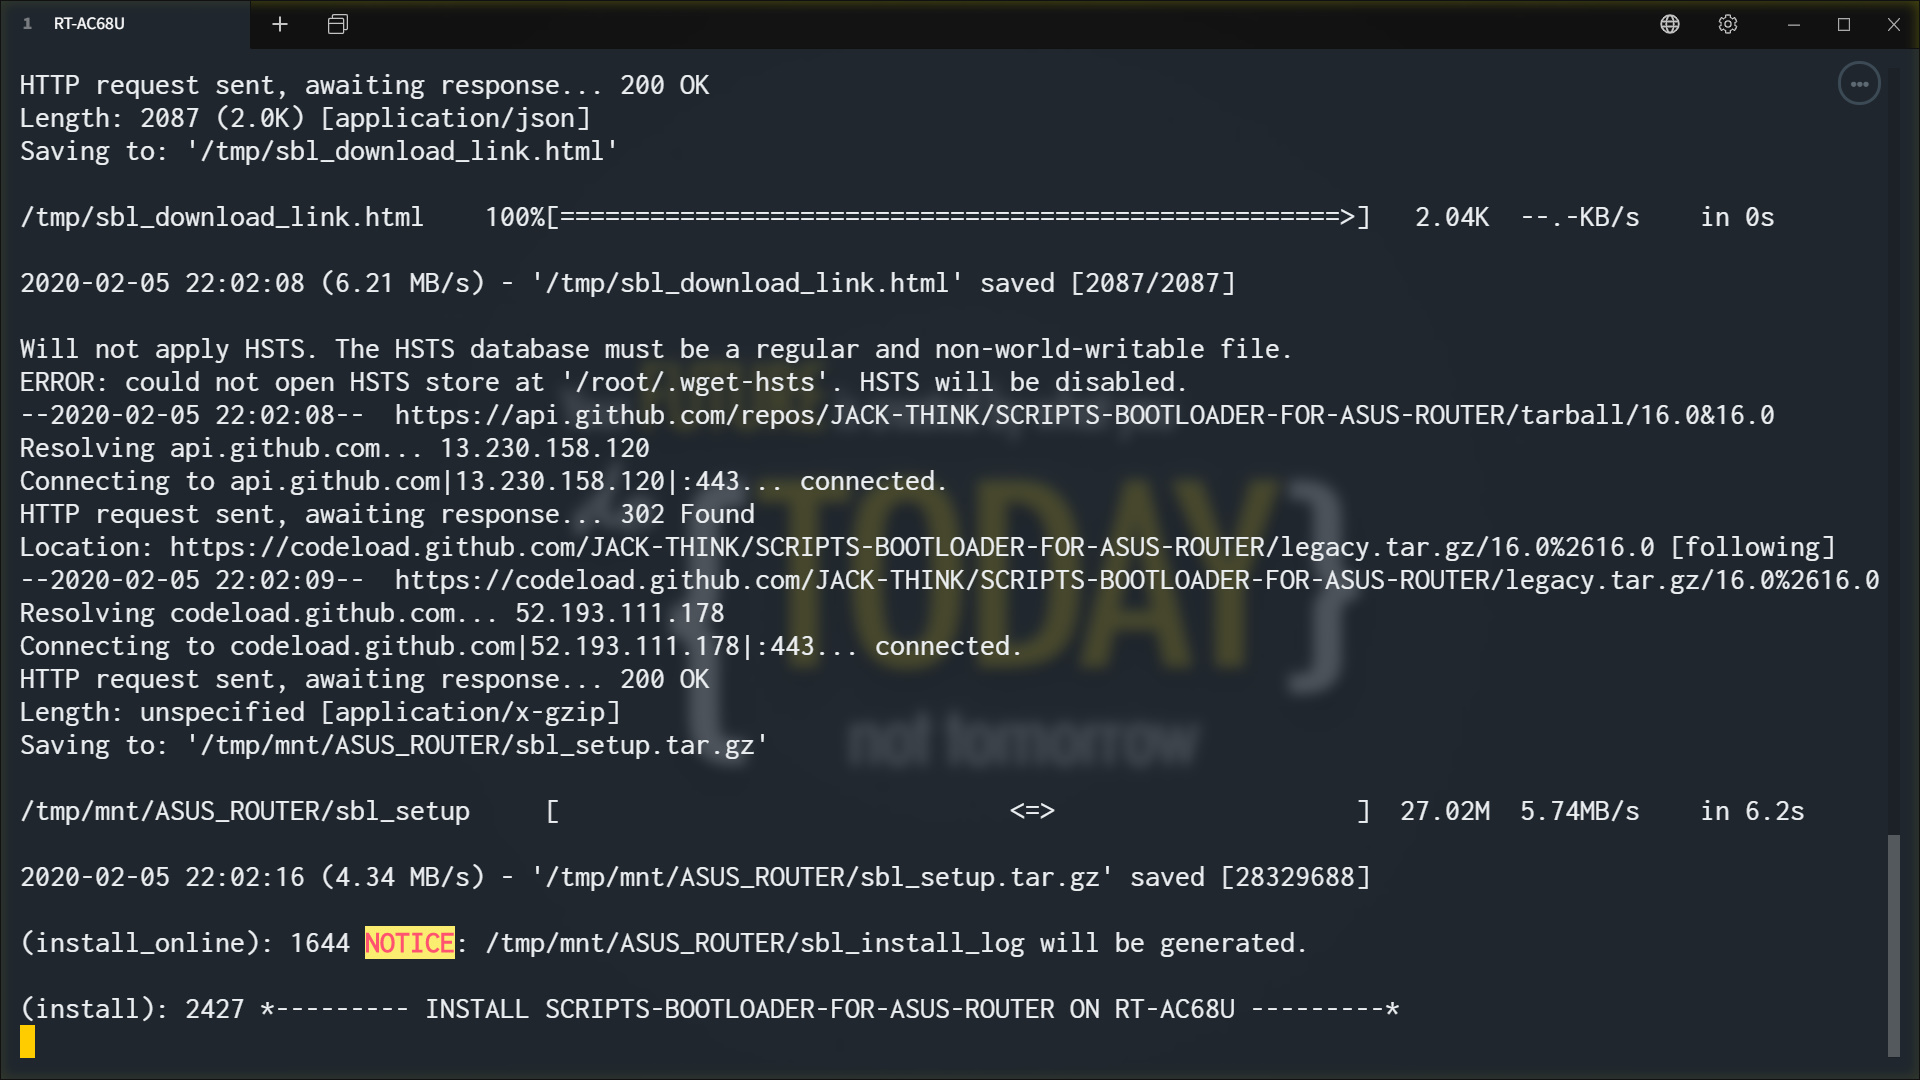 1 RT-AC68U
HTTP request sent, awaiting response... 200 OK
Length: 2087 (2.0K) [application/json]
Saving to: '/tmp/sbl_download_link.html'
/tmp/sbl_download_link.html 100%[====================================================>] 2.04K --.-KB/s in 0s
2020-02-05 22:02:08 (6.21 MB/s) - '/tmp/sbl_download_link.html' saved [2087/2087]
Will not apply HSTS. The HSTS database must be a regular and non-world-writable file.
ERROR: could not open HSTS store at '/root/.wget-hsts'. HSTS will be disabled.
--2020-02-05 22:02:08-- https://api.github.com/repos/JACK-THINK/SCRIPTS-BOOTLOADER-FOR-ASUS-ROUTER/tarball/16.0&16.0
Resolving api.github.com... 13.230.158.120
Connecting to api.github.com|13.230.158.120|:443... connected.
HTTP request sent, awaiting response... 302 Found
Location: https://codeload.github.com/JACK-THINK/SCRIPTS-BOOTLOADER-FOR-ASUS-ROUTER/legacy.tar.gz/16.0%2616.0 [following]
--2020-02-05 22:02:09-- https://codeload.github.com/JACK-THINK/SCRIPTS-BOOTLOADER-FOR-ASUS-ROUTER/legacy.tar.gz/16.0%2616.0
Resolving codeload.github.com... 52.193.111.178
Connecting to codeload.github.com|52.193.111.178|:443... connected.
HTTP request sent, awaiting response... 200 OK
Length: unspecified [application/x-gzip]
Saving to: '/tmp/mnt/ASUS_ROUTER/sbl_setup.tar.gz'
/tmp/mnt/ASUS_ROUTER/sbl_setup [ <=> ] 27.02M 5.74MB/s in 6.2s
2020-02-05 22:02:16 (4.34 MB/s) - '/tmp/mnt/ASUS_ROUTER/sbl_setup.tar.gz' saved [28329688]
(install_online): 1644 NOTICE: /tmp/mnt/ASUS_ROUTER/sbl_install_log will be generated.
(install): 2427 *--------- INSTALL SCRIPTS-BOOTLOADER-FOR-ASUS-ROUTER ON RT-AC68U ---------*
{TODAY}
not tomorrow